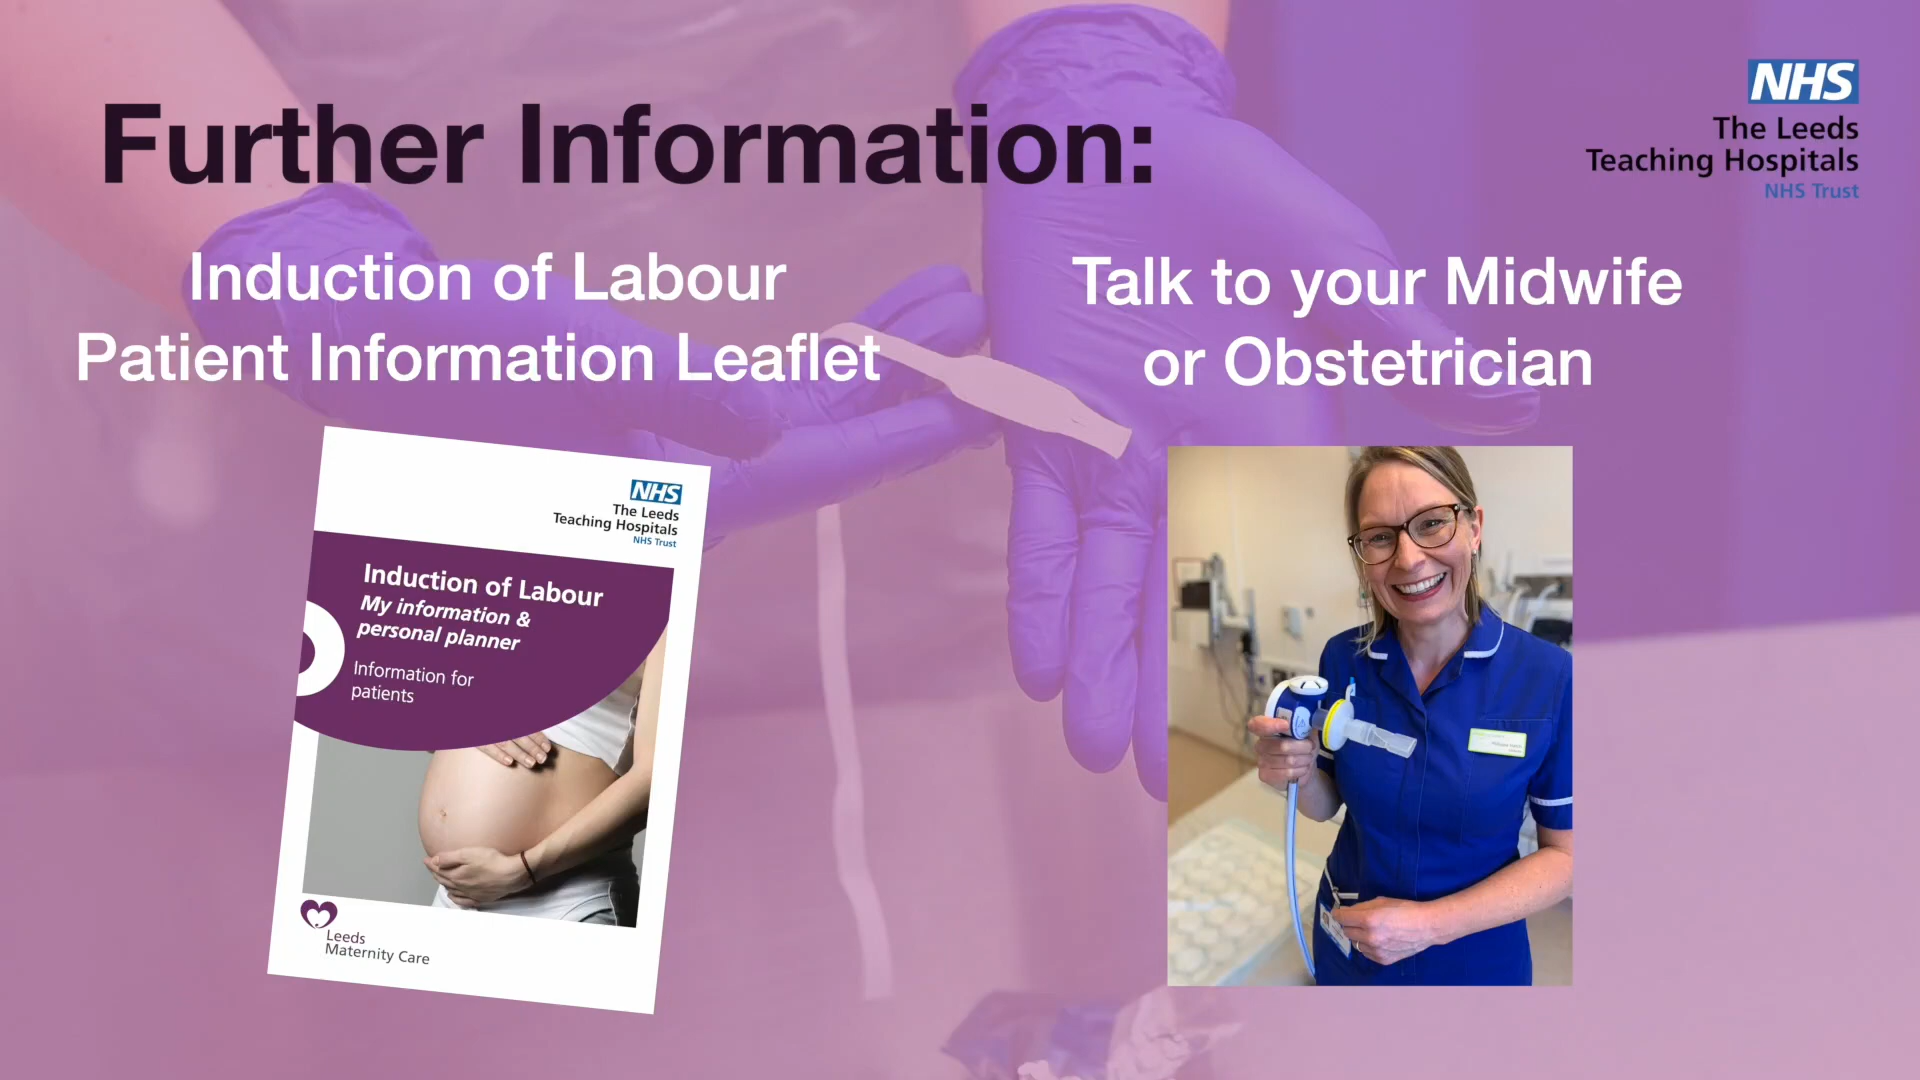 Further Information:
NHS
The Leeds
Teaching Hospitals
NHS Trust
Induction of Labour
Patient Information Leaflet
Talk to your Midwife
or Obstetrician
NHS
The Leeds
Teaching Hospitals
NHS Trust
Induction of Labour
My information &
personal planner
Information for
patients
Leeds
Maternity Care